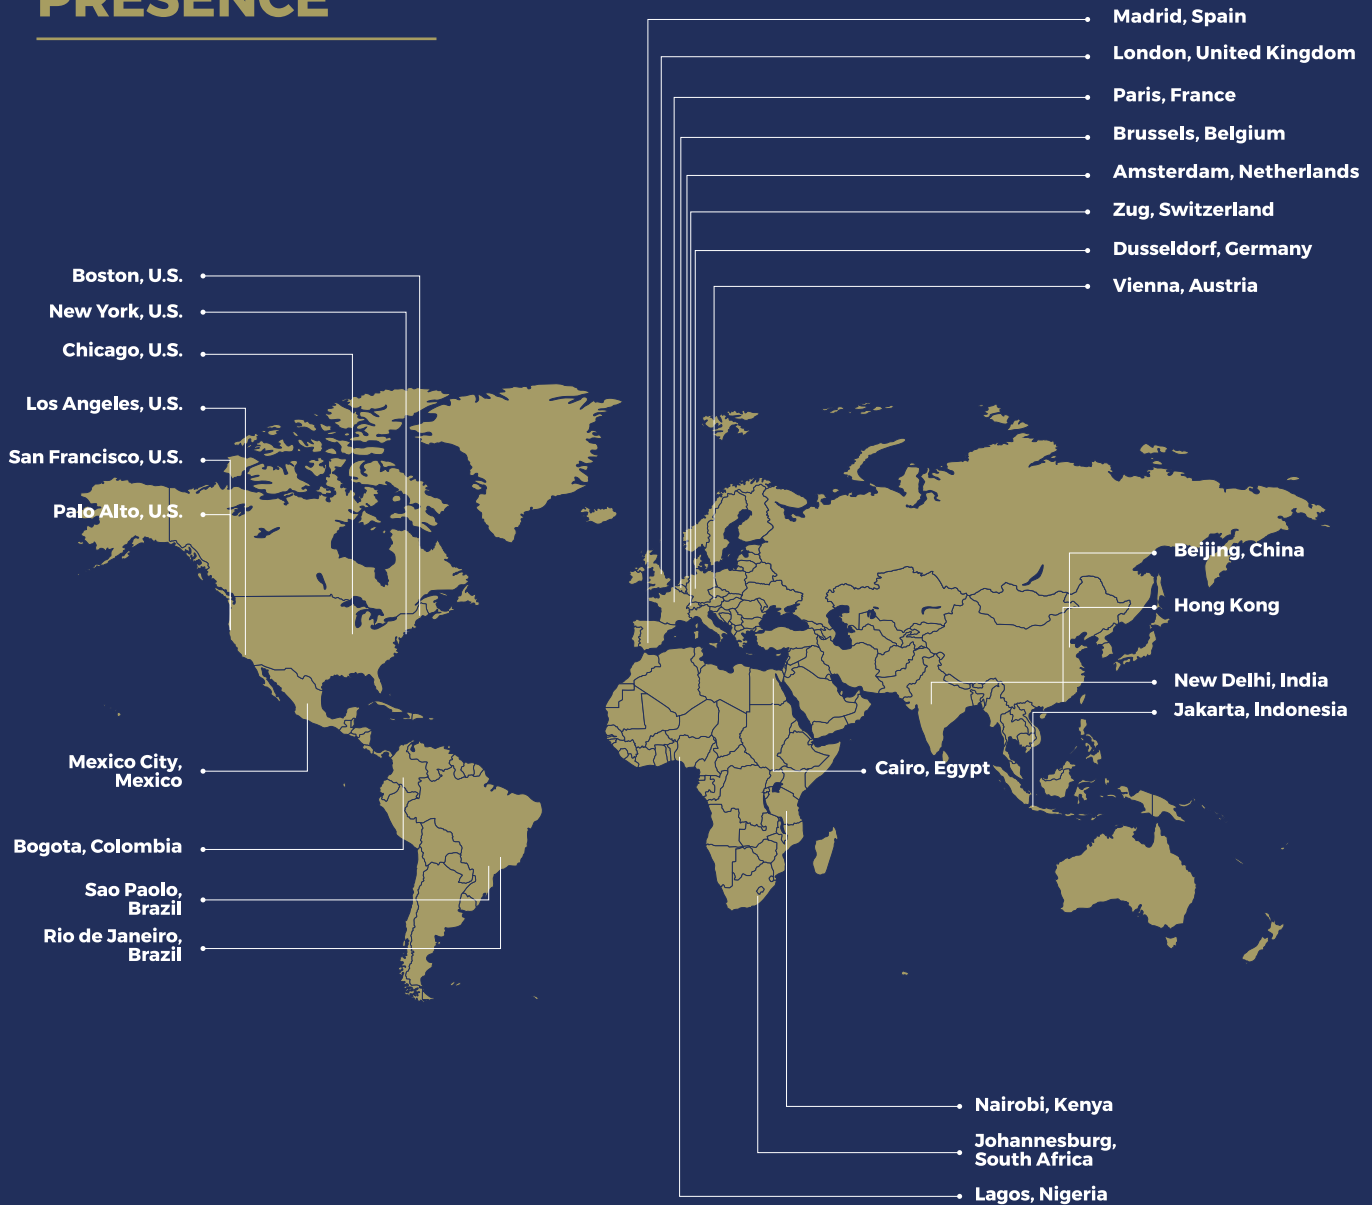 PRESENCE
Madrid, Spain
London, United Kingdom
Paris, France
Brussels, Belgium
Amsterdam, Netherlands
Zug, Switzerland
Dusseldorf, Germany
Vienna, Austria
Boston, U.S.
New York, U.S.
Chicago, U.S.
Los Angeles, U.S.
San Francisco, U.S.
Palo Alto, U.S.
Beijing, China
Hong Kong
New Delhi, India
Jakarta, Indonesia
Mexico City,
Mexico
Cairo, Egypt
Bogota, Colombia
Sao Paolo,
Brazil
Rio de Janeiro,
Brazil
Nairobi, Kenya
Johannesburg,
South Africa
Lagos, Nigeria